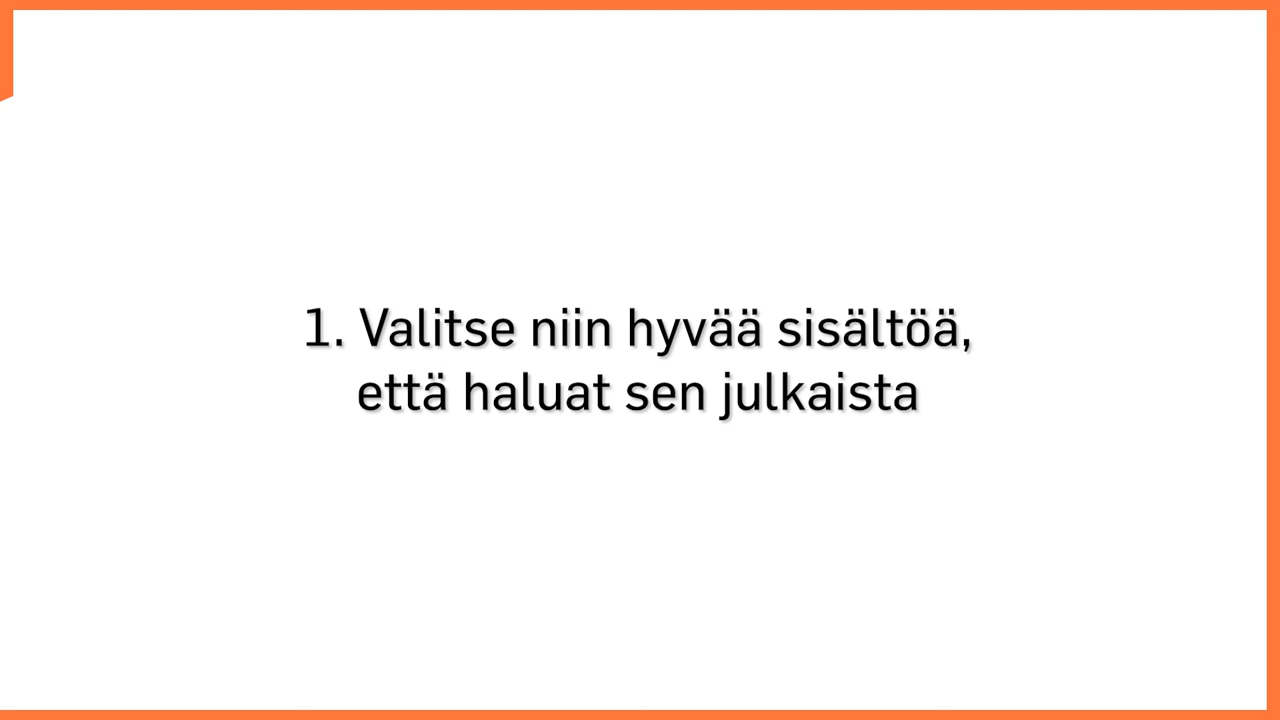 1. Valitse niin hyvää sisältöä,
että haluat sen julkaista